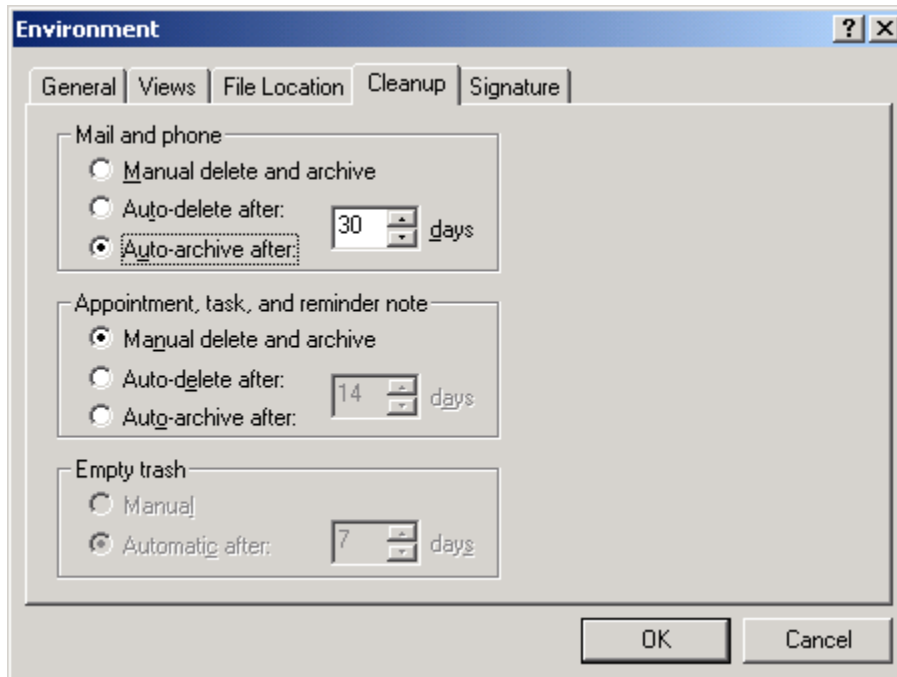 Environment
General Views File Location Cleanup Signature
Mail and phone
Manual delete and archive
Auto-delete after:
30 days
Auto-archive after:
Appointment, task, and reminder note
Manual delete and archive
Auto-delete after:
14 days
Auto-archive after:
Empty trash
Manual
Automatic after: 7 days
OK Cancel